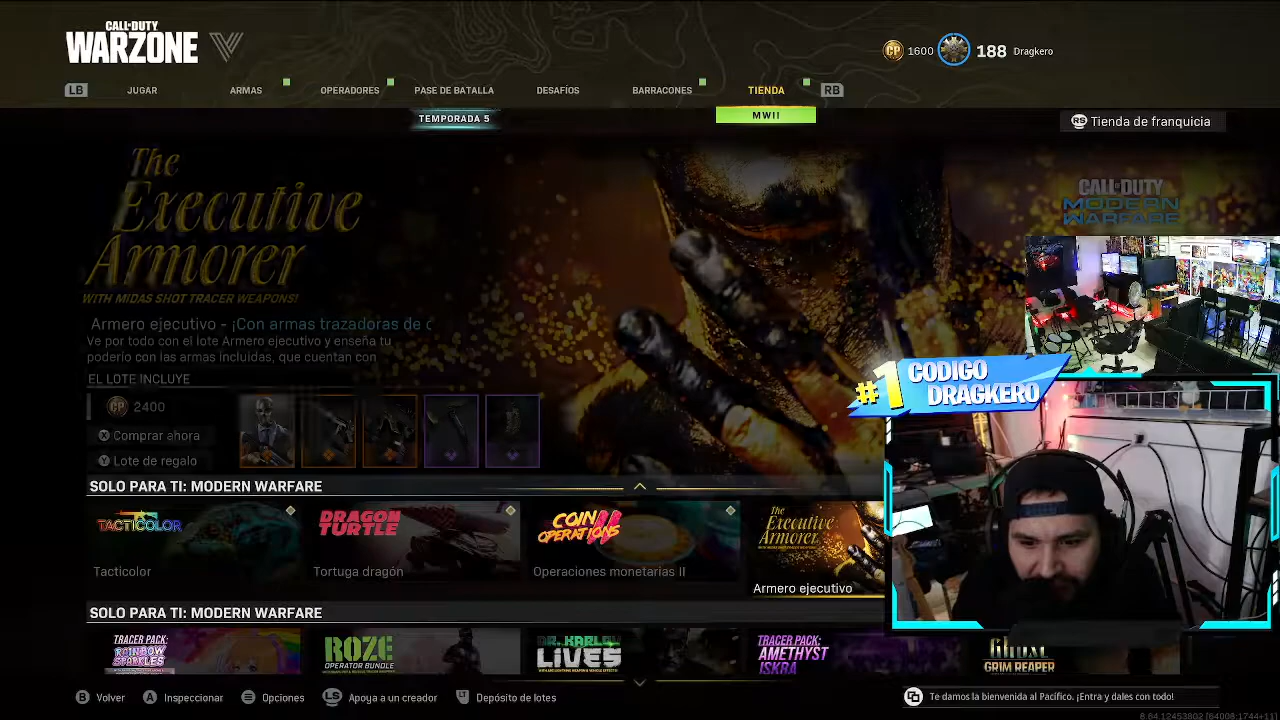 CALL OF DUTY
WARZONE
CP 1600 188 Dragkero
LB JUGAR ARMAS OPERADORES PASE DE BATALLA DESAFÍOS BARRACONES TIENDA RB
TEMPORADA 5 MWII
RS Tienda de franquicia
The
Executive
Armorer
WITH MIDAS SHOT TRACER WEAPONS!
CALL OF DUTY
MODERN
WARFARE
Armero ejecutivo - ¡Con armas trazadoras de
Ve por todo con el lote Armero ejecutivo y enseña tu
poderío con las armas incluidas, que cuentan con
EL LOTE INCLUYE
CP 2400
X Comprar ahora
Y Lote de regalo
#1 CODIGO
DRAGKERO
SOLO PARA TI: MODERN WARFARE
TACTICOLOR
Tacticolor
DRAGON
TURTLE
Tortuga dragón
COIN
OPERATIONS II
Operaciones monetarias II
The
Executive
Armorer
Armero ejecutivo
SOLO PARA TI: MODERN WARFARE
TRACER PACK:
RAINBOW
SPARKLES
ROZE
OPERATOR BUNDLE
DR. KARLOV
LIVES
TRACER PACK:
AMETHYST
ISKRA
GRIM REAPER
B Volver A Inspeccionar Opciones LS Apoya a un creador LT Depósito de lotes
Te damos la bienvenida al Pacífico. ¡Entra y dales con todo!